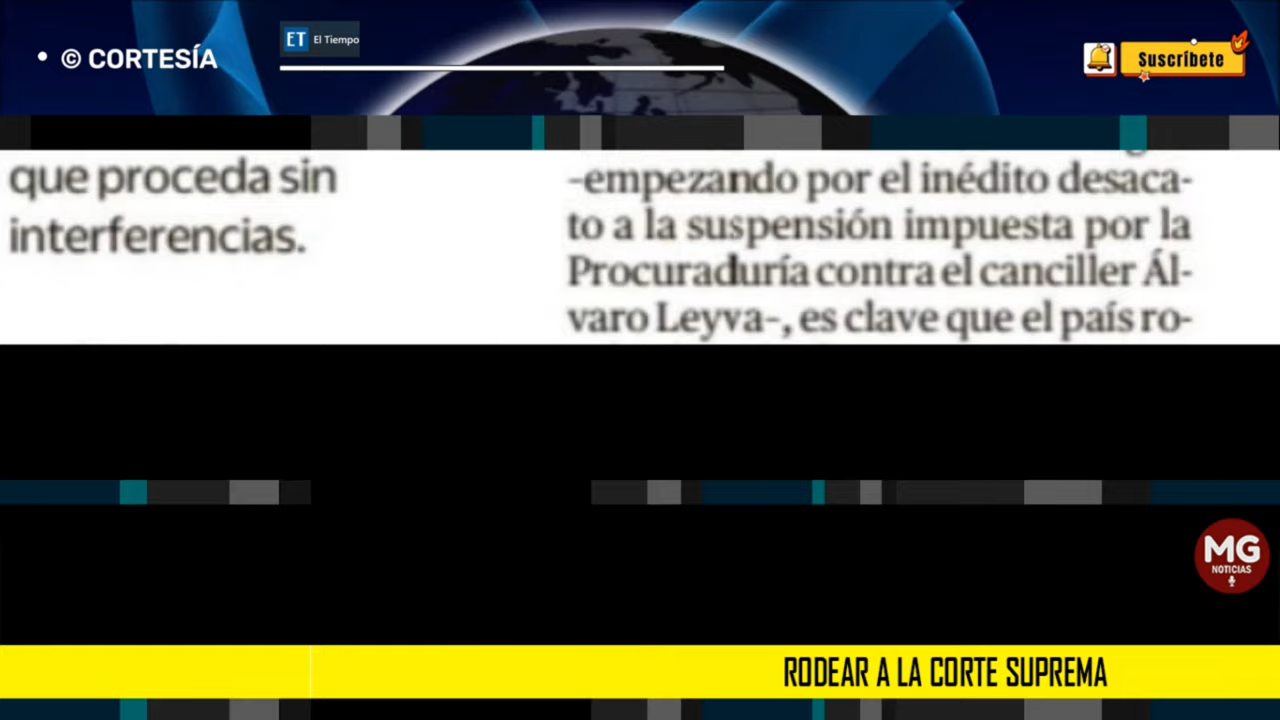 • © CORTESÍA
ET El Tiempo
Suscríbete
que proceda sin
interferencias.
-empezando por el inédito desaca-
to a la suspensión impuesta por la
Procuraduría contra el canciller Ál-
varo Leyva-, es clave que el país ro-
MG
NOTICIAS
RODEAR A LA CORTE SUPREMA